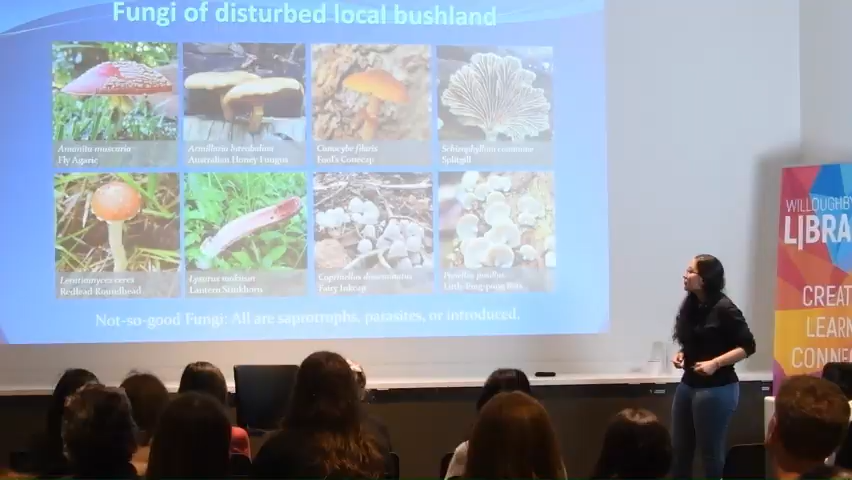 Fungi of disturbed local bushland
Amanita muscaria
Fly Agaric
Armillaria luteobubalina
Australian Honey Fungus
Conocybe filaris
Fool's Conecap
Schizophyllum commune
Splitgill
Leratiomyces ceres
Redlead Roundhead
Lysurus mokusin
Lantern Stinkhorn
Coprinellus disseminatus
Fairy Inkcap
Panellus pusillus
Not-so-good Fungi: All are saprotrophs, parasites, or introduced.
WILLOUGHBY
LIBRA
CREAT
LEARN
CONNE